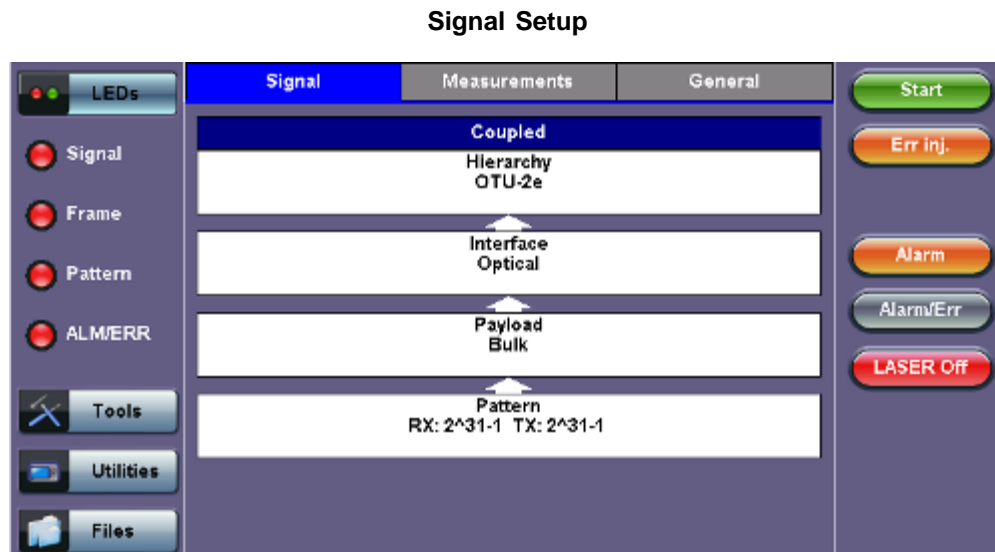 Signal Setup
LEDs
Signal
Frame
Pattern
ALM/ERR
Tools
Utilities
Files
Signal Measurements General
Coupled
Hierarchy
OTU-2e
Interface
Optical
Payload
Bulk
Pattern
RX: 2^31-1 TX: 2^31-1
Start
Err inj.
Alarm
Alarm/Err
LASER Off